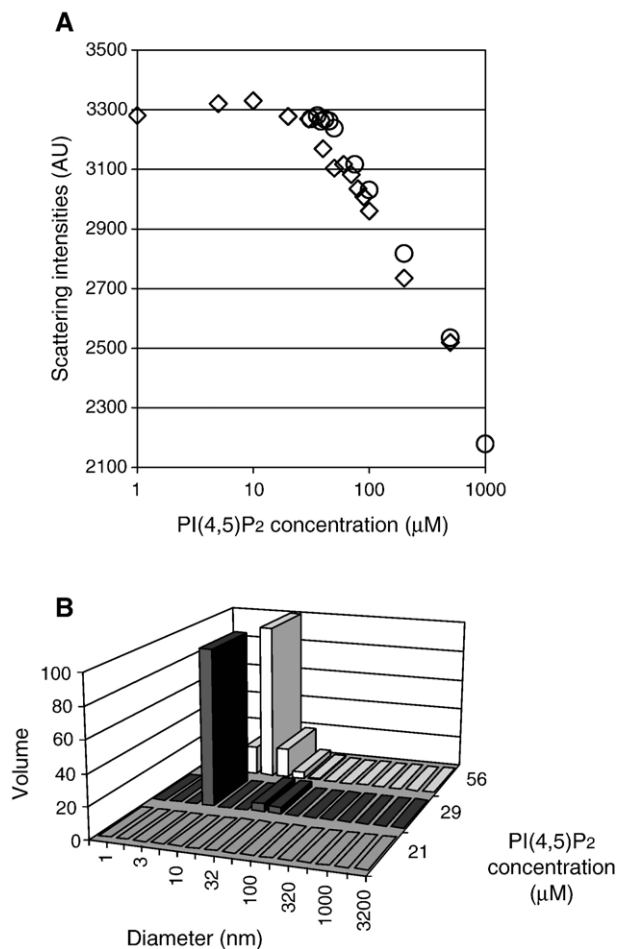 A
3500
3300
3100
2900
2700
2500
2300
2100
Scattering intensities (AU)
1 10 100 1000
PI(4,5)P2 concentration (μM)
B
100
80
60
40
20
0
Volume
1 3 10 32 100 320 1000 3200
Diameter (nm)
56
29
21
PI(4,5)P2
concentration
(μM)